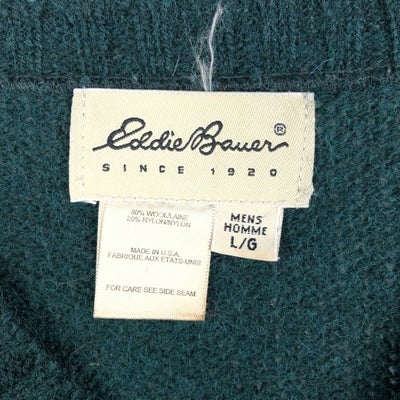 Eddie Bauer®
SINCE 1920
80% WOOL/LAINE
20% NYLON/NYLON
MADE IN U.S.A.
FABRIQUE AUX ETATS-UNIS
FOR CARE SEE SIDE SEAM
MENS
HOMME
L/G